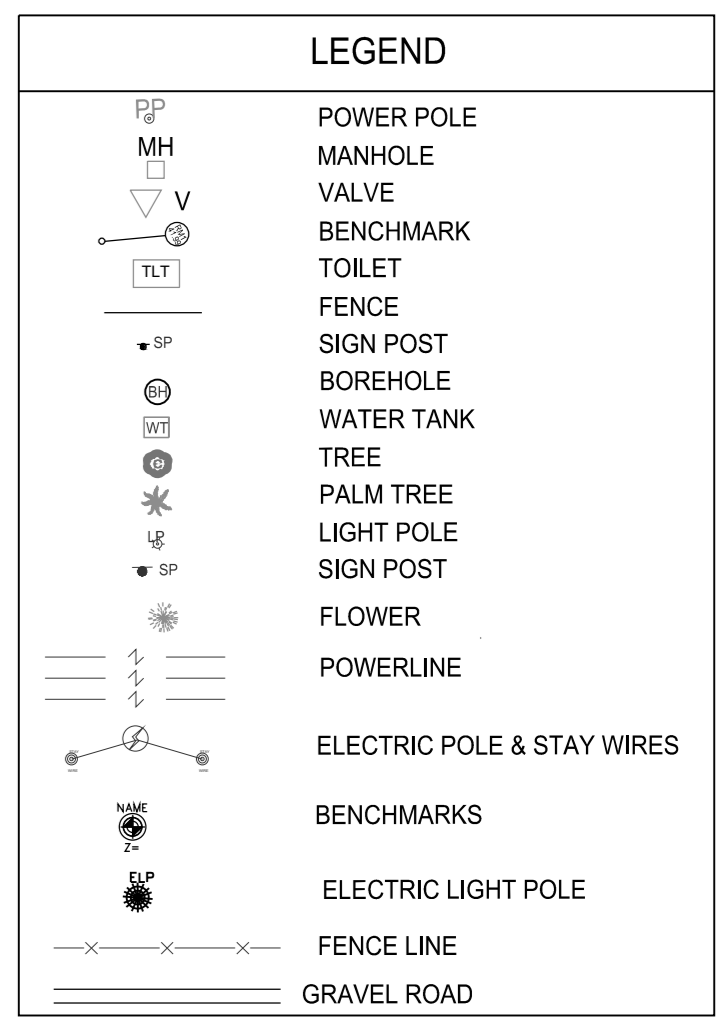 LEGEND
PP POWER POLE
MH MANHOLE
V VALVE
BENCHMARK
TLT TOILET
FENCE
SP SIGN POST
BH BOREHOLE
WT WATER TANK
TREE
PALM TREE
LP LIGHT POLE
SP SIGN POST
FLOWER
POWERLINE
ELECTRIC POLE & STAY WIRES
NAME
BENCHMARKS
Z=
ELP
ELECTRIC LIGHT POLE
FENCE LINE
GRAVEL ROAD